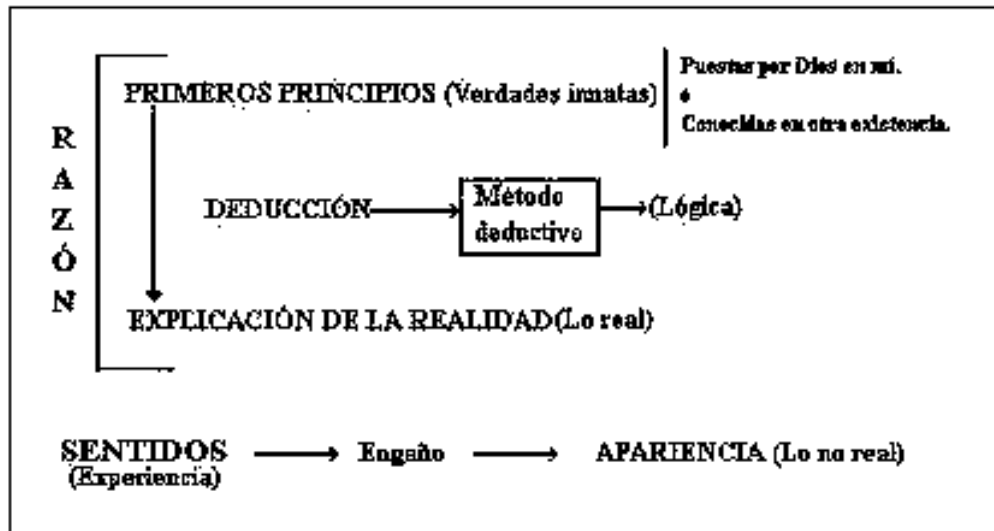 RAZÓN
PRIMEROS PRINCIPIOS (Verdades innatas)
Puestas por Dios en mí.
o
Conocidas en otra existencia.
DEDUCCIÓN
Método
deductivo
(Lógica)
EXPLICACIÓN DE LA REALIDAD(Lo real)
SENTIDOS
(Experiencia)
Engaño
APARIENCIA (Lo no real)